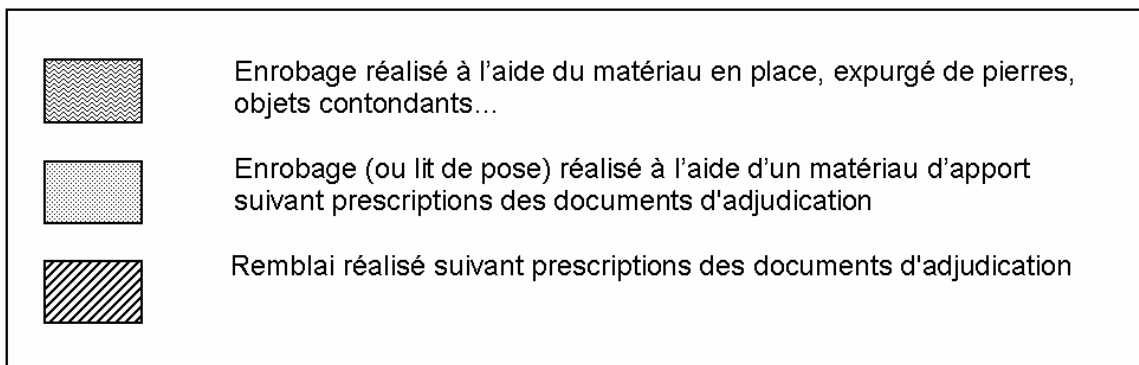 Enrobage réalisé à l’aide du matériau en place, expurgé de pierres,
objets contondants…
Enrobage (ou lit de pose) réalisé à l’aide d’un matériau d’apport
suivant prescriptions des documents d'adjudication
Remblai réalisé suivant prescriptions des documents d'adjudication